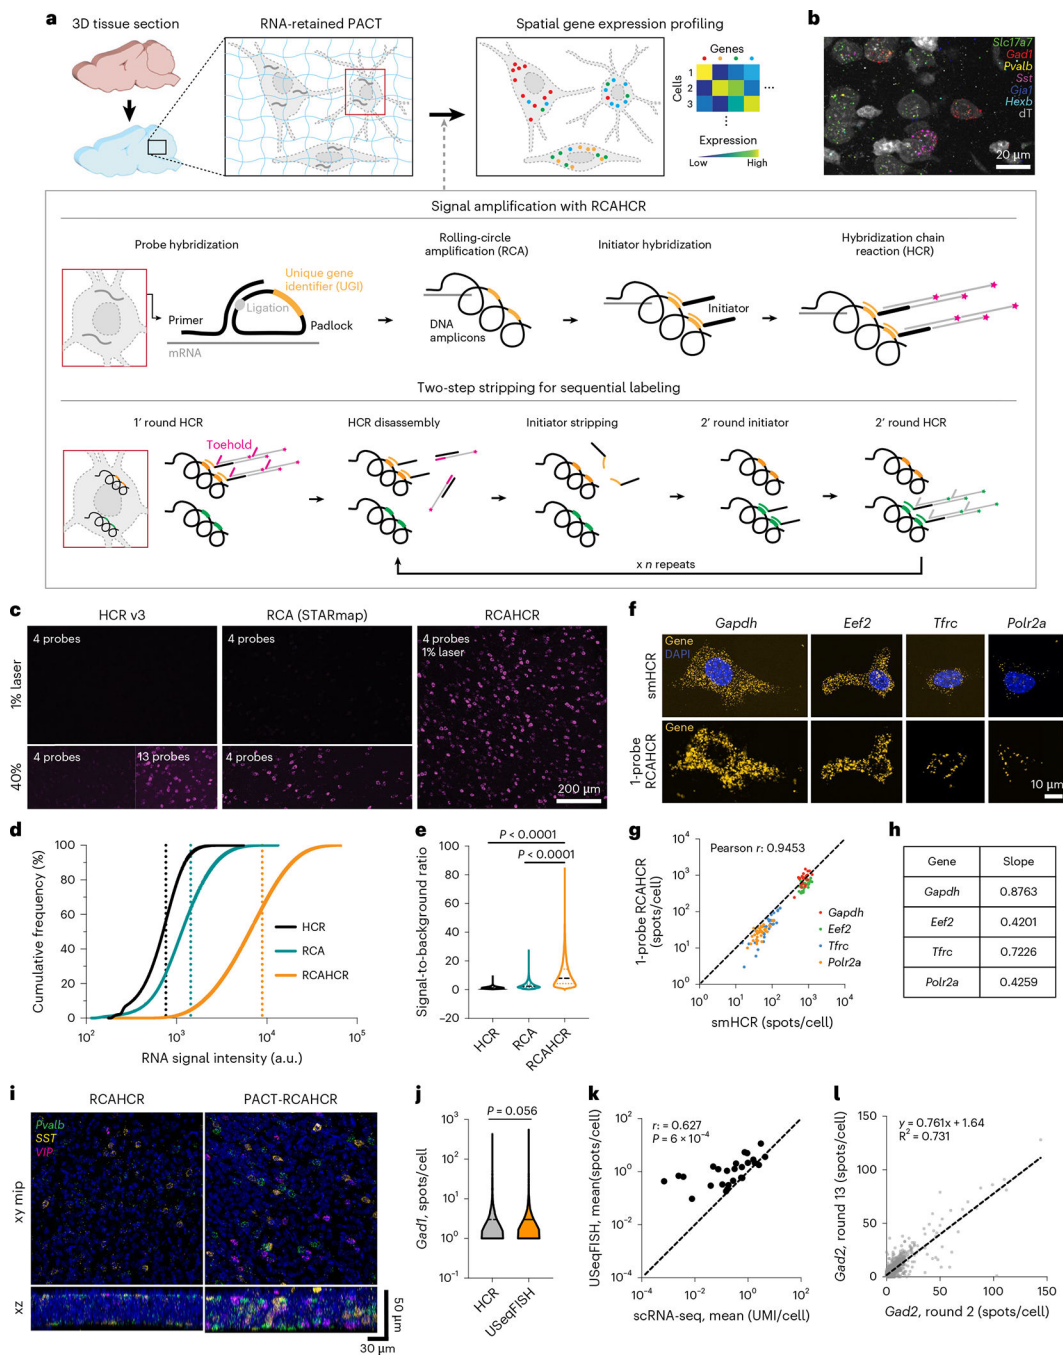 a
3D tissue section
RNA-retained PACT
Spatial gene expression profiling
Genes
Cells
1
2
3
...
Expression
Low
High
b
Slc17a7
Gad1
Pvalb
Sst
Gja1
Hexb
dT
20 µm
Signal amplification with RCAHCR
Probe hybridization
Rolling-circle
amplification (RCA)
Initiator hybridization
Hybridization chain
reaction (HCR)
Unique gene
identifier (UGI)
Ligation
Primer
Padlock
mRNA
DNA
amplicons
Initiator
Two-step stripping for sequential labeling
1′ round HCR
HCR disassembly
Initiator stripping
2′ round initiator
2′ round HCR
Toehold
x n repeats
c
HCR v3
RCA (STARmap)
RCAHCR
1% laser
4 probes
4 probes
4 probes
1% laser
40%
4 probes
13 probes
4 probes
200 µm
f
Gapdh
Eef2
Tfrc
Polr2a
smHCR
Gene
DAPI
1-probe
RCAHCR
Gene
10 µm
d
Cumulative frequency (%)
100
80
60
40
20
0
HCR
RCA
RCAHCR
10²
10³
10⁴
10⁵
RNA signal intensity (a.u.)
e
Signal-to-background ratio
P < 0.0001
P < 0.0001
100
80
60
40
20
0
−20
HCR
RCA
RCAHCR
g
1-probe RCAHCR
(spots/cell)
Pearson r: 0.9453
10⁴
10³
10²
10¹
10⁰
Gapdh
Eef2
Tfrc
Polr2a
10⁰
10¹
10²
10³
10⁴
smHCR (spots/cell)
h
Gene Slope
Gapdh 0.8763
Eef2 0.4201
Tfrc 0.7226
Polr2a 0.4259
i
RCAHCR
PACT-RCAHCR
Pvalb
SST
VIP
xy mip
xz
50 µm
30 µm
j
Gad1, spots/cell
P = 0.056
10³
10²
10¹
10⁰
10⁻¹
HCR
USeqFISH
k
USeqFISH, mean(spots/cell)
r: = 0.627
P = 6 × 10⁻⁴
10²
10⁰
10⁻²
10⁻⁴
10⁻⁴
10⁻²
10⁰
10²
scRNA-seq, mean (UMI/cell)
l
Gad2, round 13 (spots/cell)
y = 0.761x + 1.64
R² = 0.731
150
100
50
0
0
50
100
150
Gad2, round 2 (spots/cell)